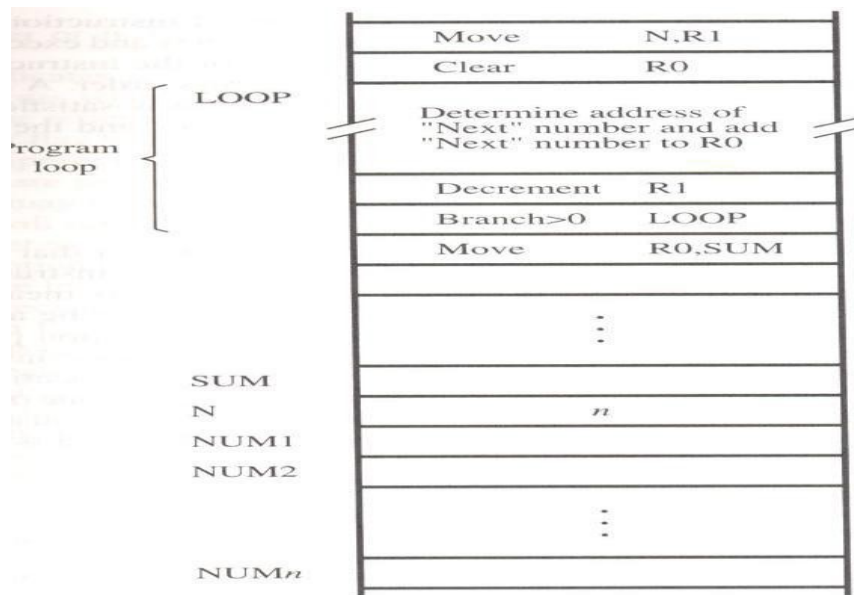 Move N,R1
Clear R0
LOOP
Determine address of
"Next" number and add
"Next" number to R0
Program
loop
Decrement R1
Branch>0 LOOP
Move R0,SUM
SUM
N n
NUM1
NUM2
NUMn